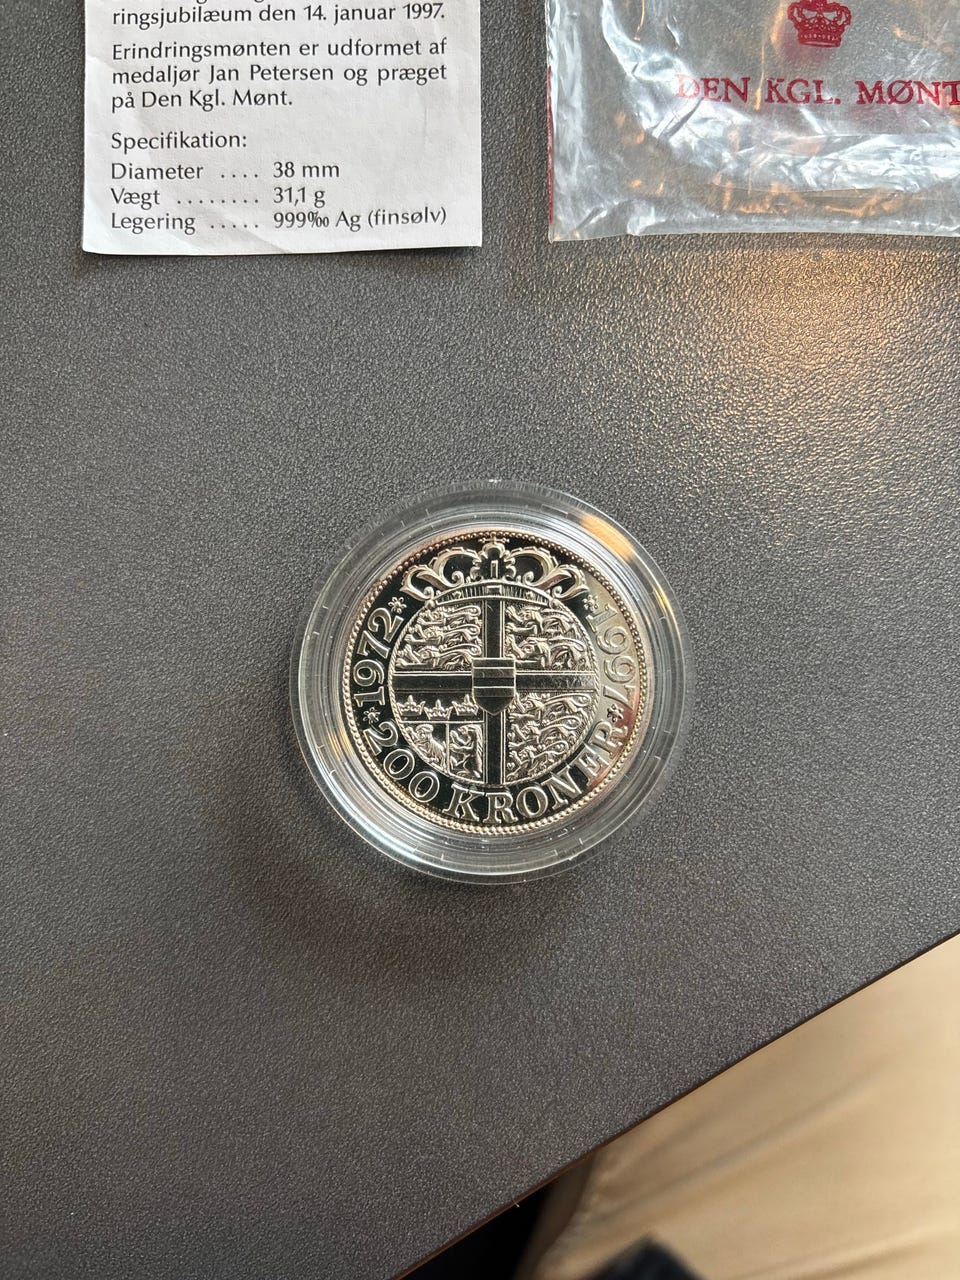 ringsjubilæum den 14. januar 1997.
Erindringsmønten er udformet af
medaljør Jan Petersen og præget
på Den Kgl. Mønt.
Specifikation:
Diameter .... 38 mm
Vægt ........ 31,1 g
Legering ..... 999‰ Ag (finsølv)
DEN KGL. MØNT
1972
1997
200 KRONER